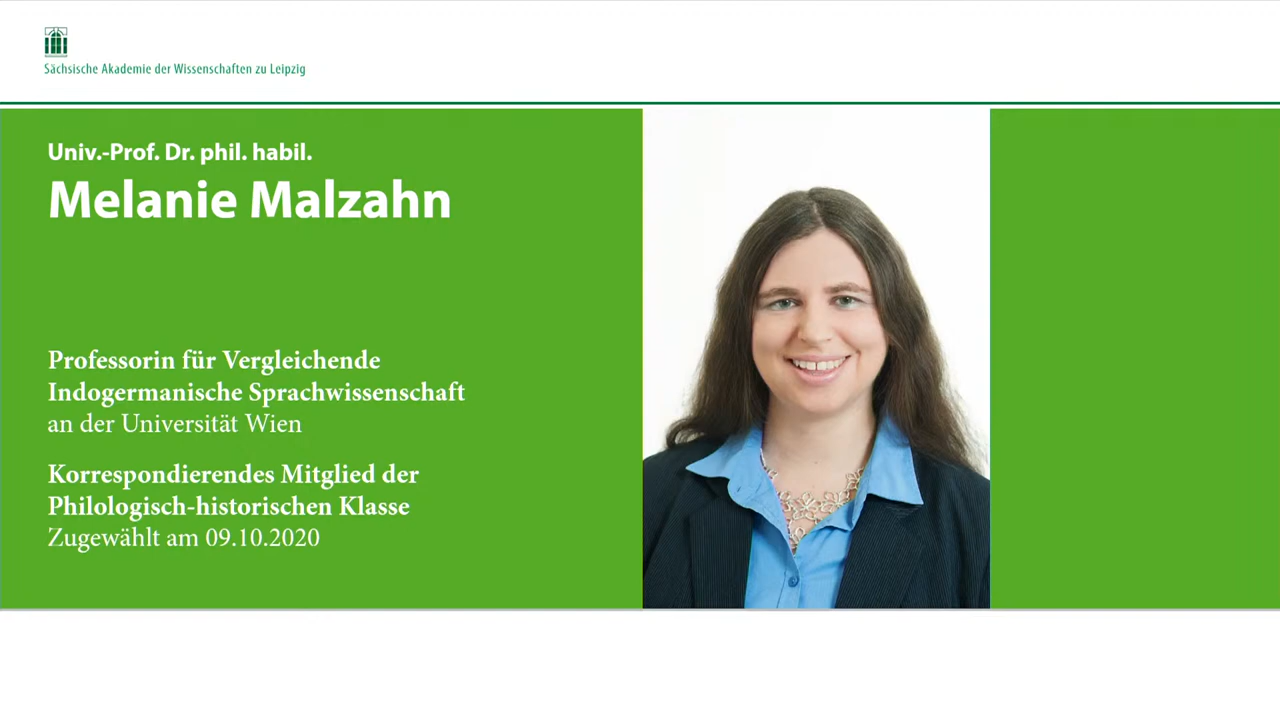 Sächsische Akademie der Wissenschaften zu Leipzig
Univ.-Prof. Dr. phil. habil.
Melanie Malzahn
Professorin für Vergleichende
Indogermanische Sprachwissenschaft
an der Universität Wien
Korrespondierendes Mitglied der
Philologisch-historischen Klasse
Zugewählt am 09.10.2020